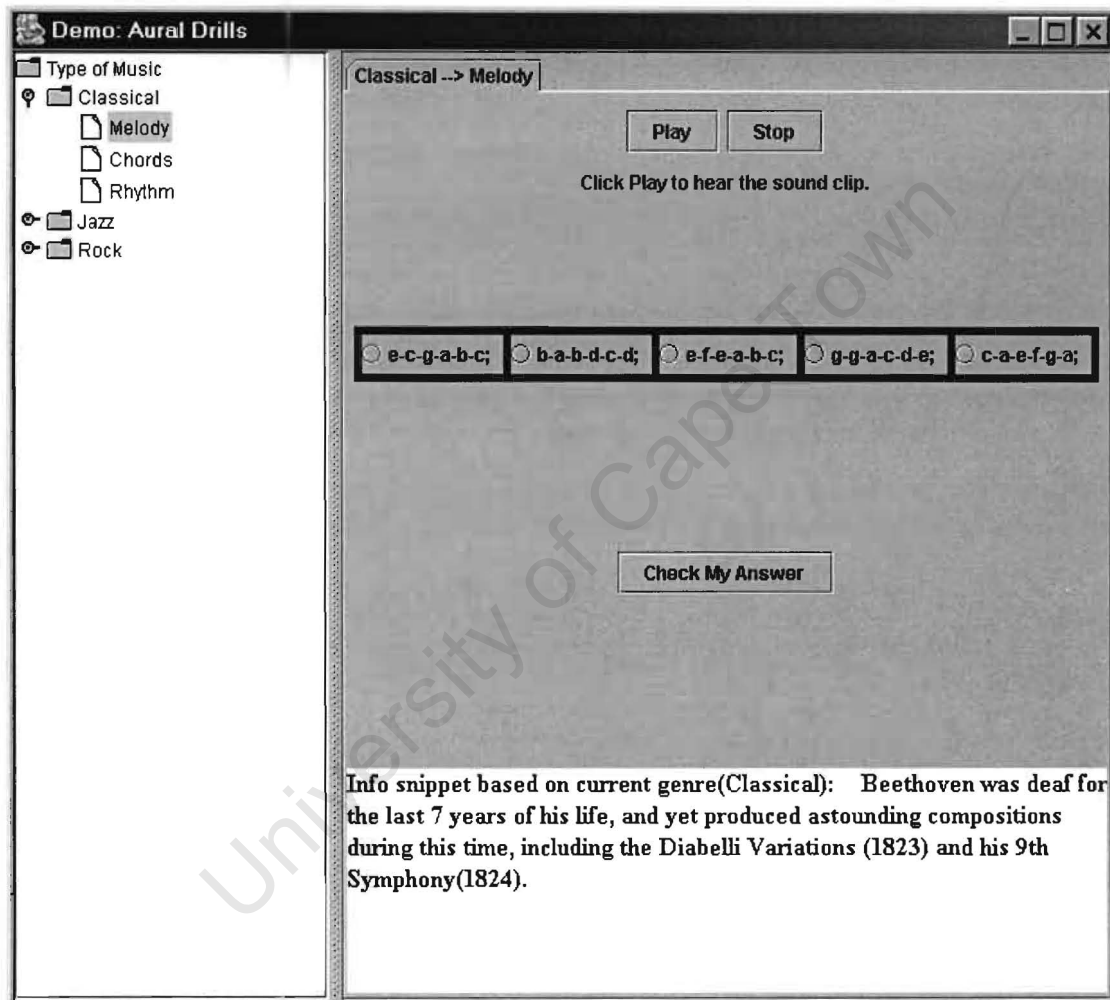 Demo: Aural Drills
Type of Music
Classical
Melody
Chords
Rhythm
Jazz
Rock
Classical --> Melody
Play Stop
Click Play to hear the sound clip.
e-c-g-a-b-c; b-a-b-d-c-d; e-f-e-a-b-c; g-g-a-c-d-e; c-a-e-f-g-a;
Check My Answer
Info snippet based on current genre(Classical): Beethoven was deaf for
the last 7 years of his life, and yet produced astounding compositions
during this time, including the Diabelli Variations (1823) and his 9th
Symphony(1824).
University of Cape Town